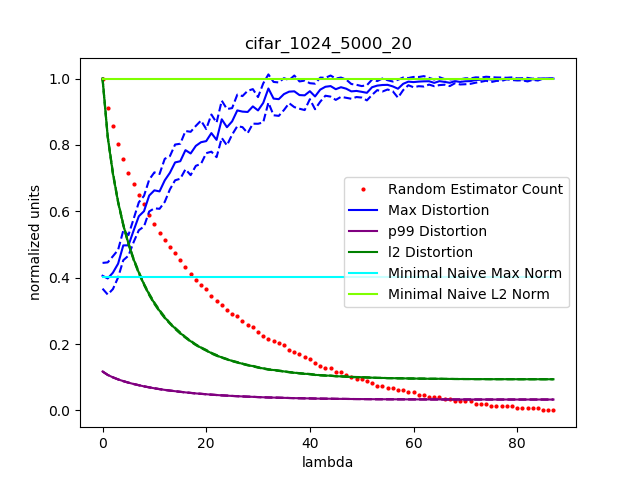 cifar_1024_5000_20
normalized units
1.0
0.8
0.6
0.4
0.2
0.0
Random Estimator Count
Max Distortion
p99 Distortion
l2 Distortion
Minimal Naive Max Norm
Minimal Naive L2 Norm
0 20 40 60 80
lambda